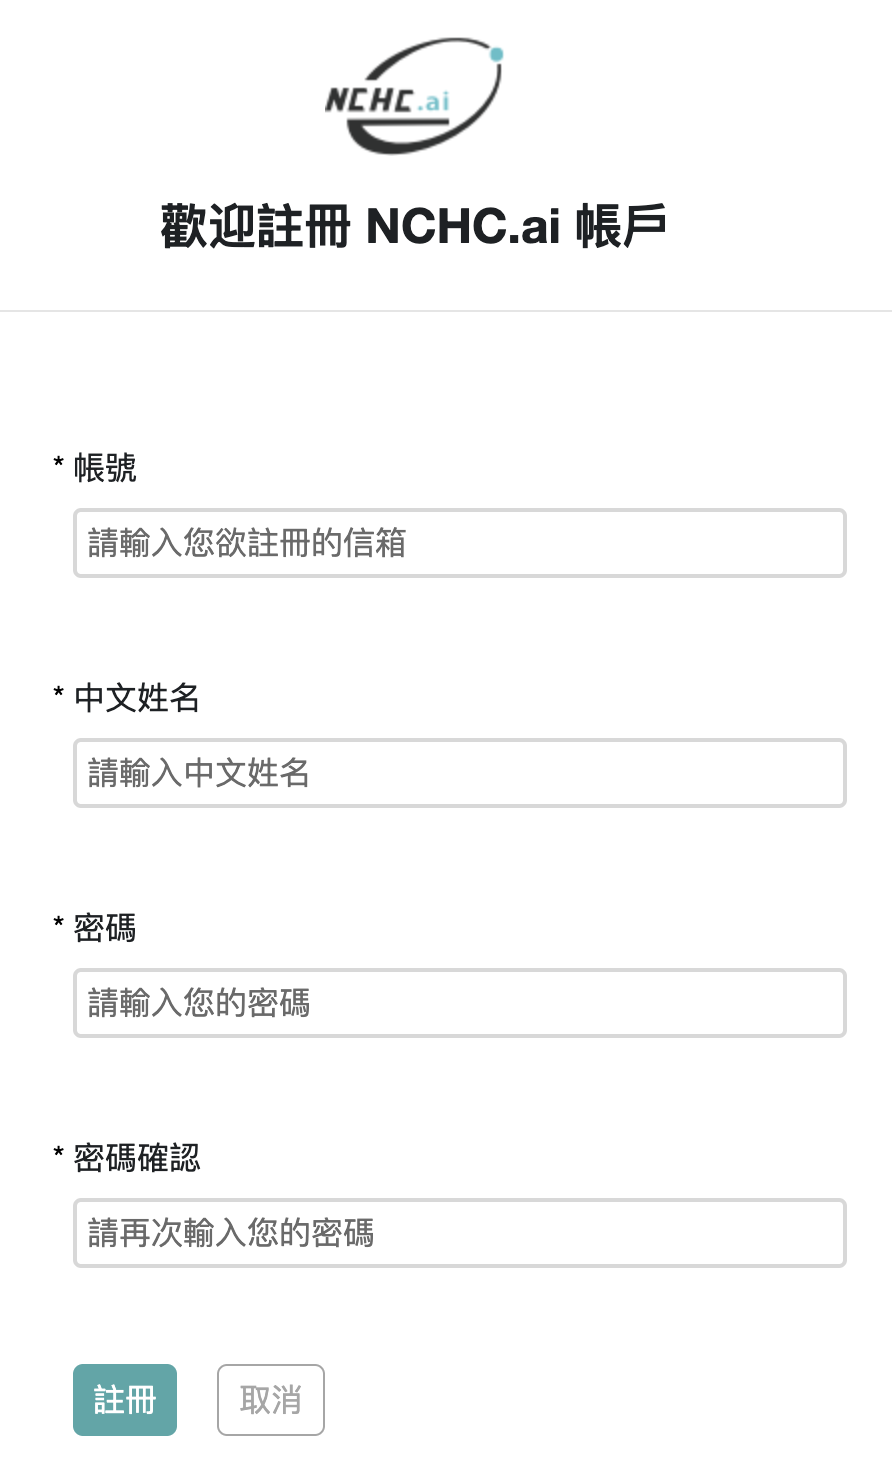 NCHC.ai
歡迎註冊 NCHC.ai 帳戶
* 帳號
請輸入您欲註冊的信箱
* 中文姓名
請輸入中文姓名
* 密碼
請輸入您的密碼
* 密碼確認
請再次輸入您的密碼
註冊 取消